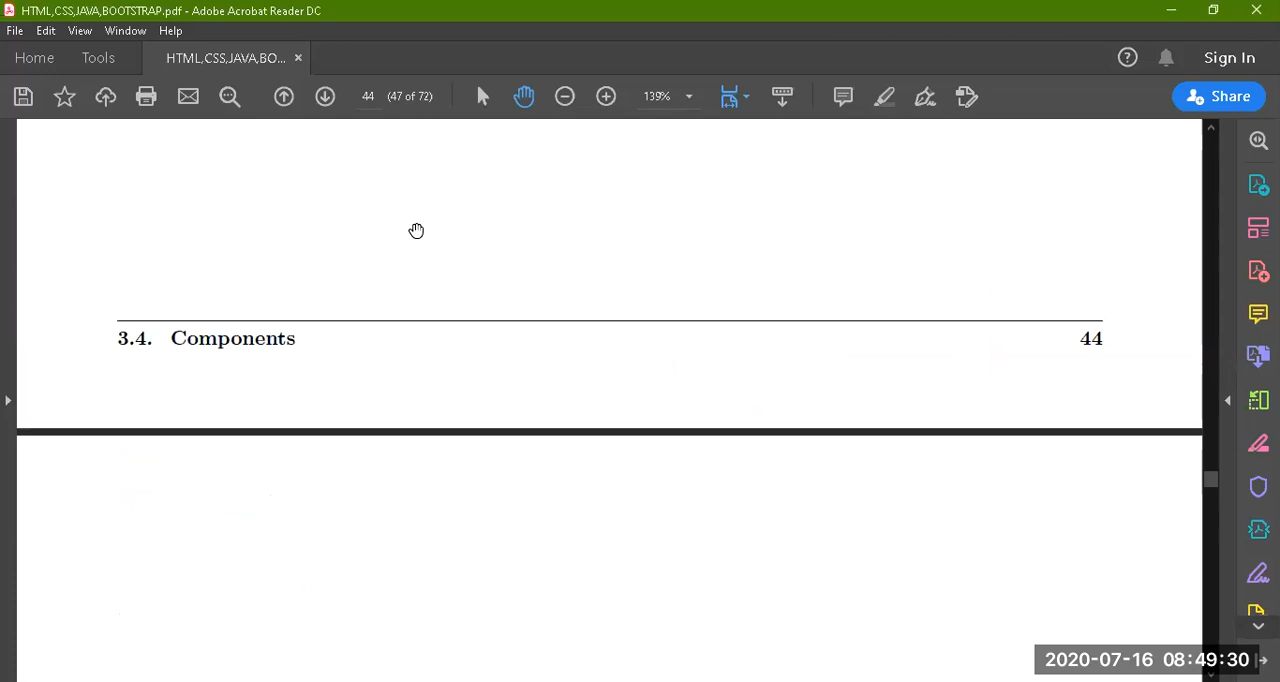 HTML,CSS,JAVA,BOOTSTRAP.pdf - Adobe Acrobat Reader DC
File Edit View Window Help
Home Tools HTML,CSS,JAVA,BO... × Sign In
44 (47 of 72) 139% Share
3.4. Components 44
2020-07-16 08:49:30